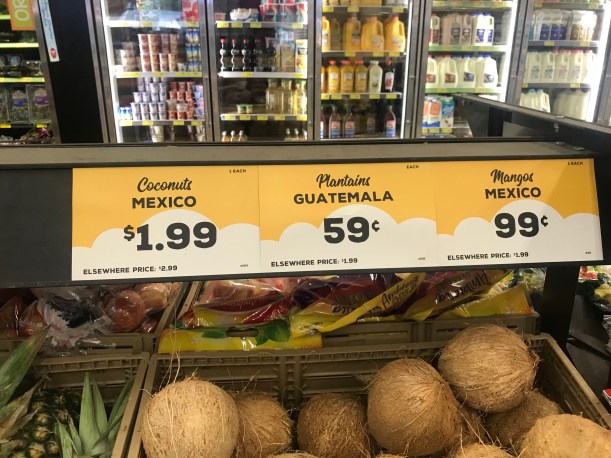 1 EACH
Coconuts
MEXICO
$1.99
ELSEWHERE PRICE: $2.99
EACH
Plantains
GUATEMALA
59¢
ELSEWHERE PRICE: $1.99
1 EACH
Mangos
MEXICO
99¢
ELSEWHERE PRICE: $1.98